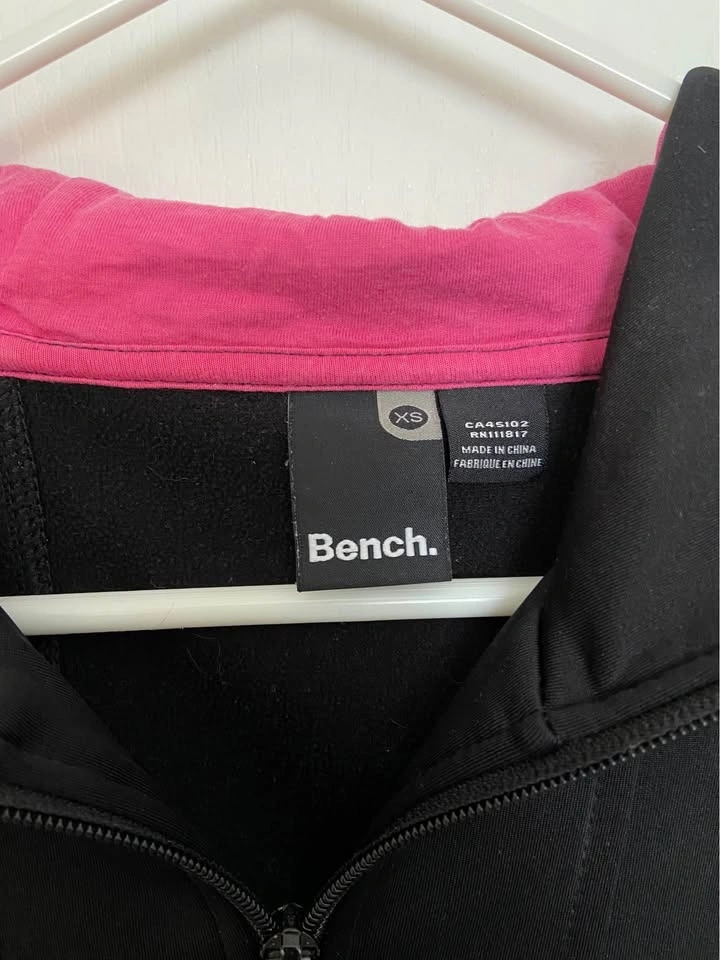 XS
Bench.
CA45102
RN111817
MADE IN CHINA
FABRIQUE EN CHINE